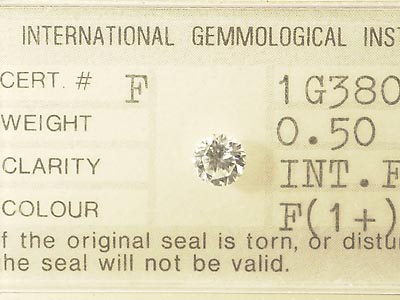 INTERNATIONAL GEMMOLOGICAL INST
CERT. # F 1G380
WEIGHT 0.50
CLARITY INT.F
COLOUR F(1+)
f the original seal is torn, or distu
he seal will not be valid.